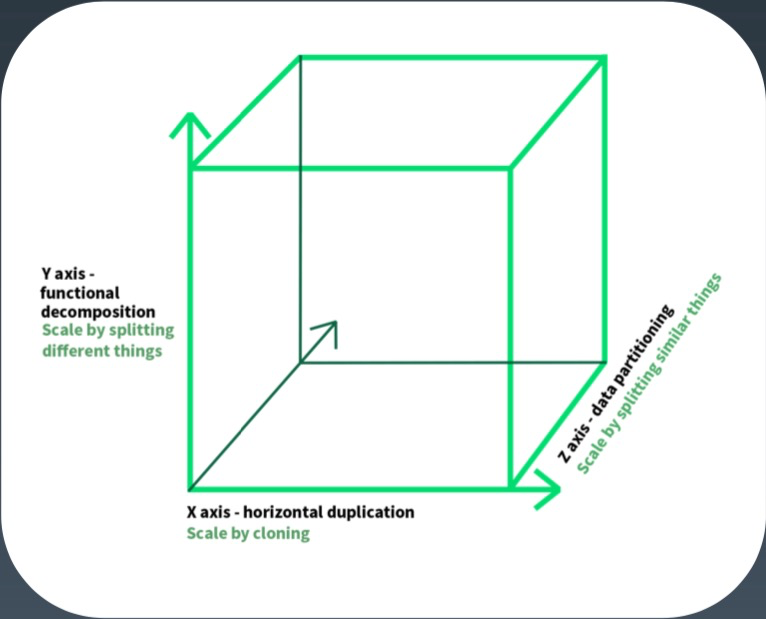 Y axis -
functional
decomposition
Scale by splitting
different things
Z axis - data partitioning
Scale by splitting similar things
X axis - horizontal duplication
Scale by cloning